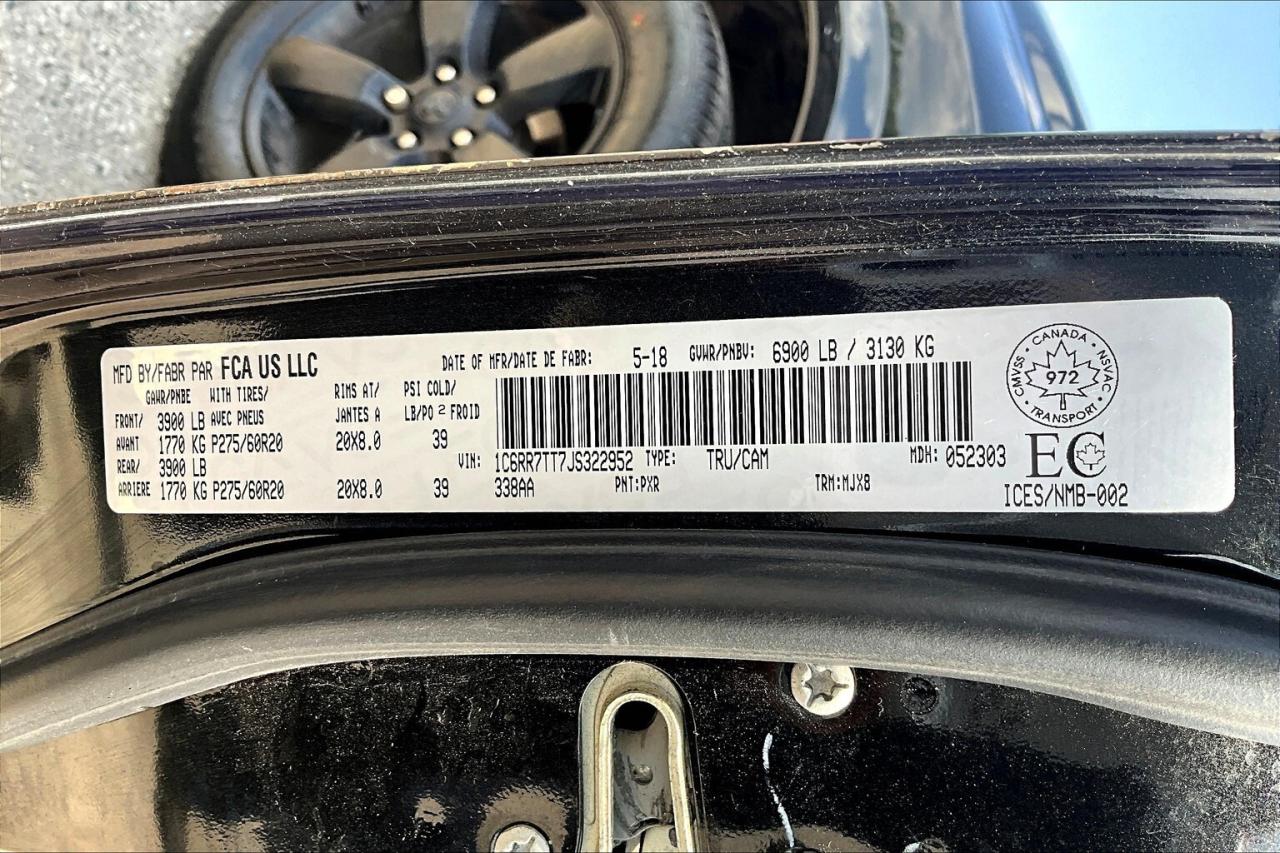 MFD BY/FABR PAR FCA US LLC
DATE OF MFR/DATE DE FABR: 5-18 GVWR/PNBV: 6900 LB / 3130 KG
GAWR/PNBE WITH TIRES/ RIMS AT/ PSI COLD/
FRONT/ 3900 LB AVEC PNEUS JANTES A LB/PO 2 FROID
AVANT 1770 KG P275/60R20 20X8.0 39
REAR/ 3900 LB
ARRIERE 1770 KG P275/60R20 20X8.0 39
VIN: 1C6RR7TT7JS322952 TYPE: TRU/CAM MDH: 052303
338AA PNT:PXR TRM:MJX8
CANADA
CMVSS 972 NSVAC
TRANSPORT
EC
ICES/NMB-002